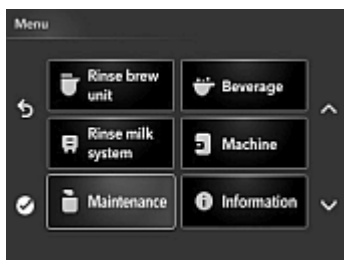 Menu
Rinse brew
unit
Beverage
Rinse milk
system
Machine
Maintenance
Information